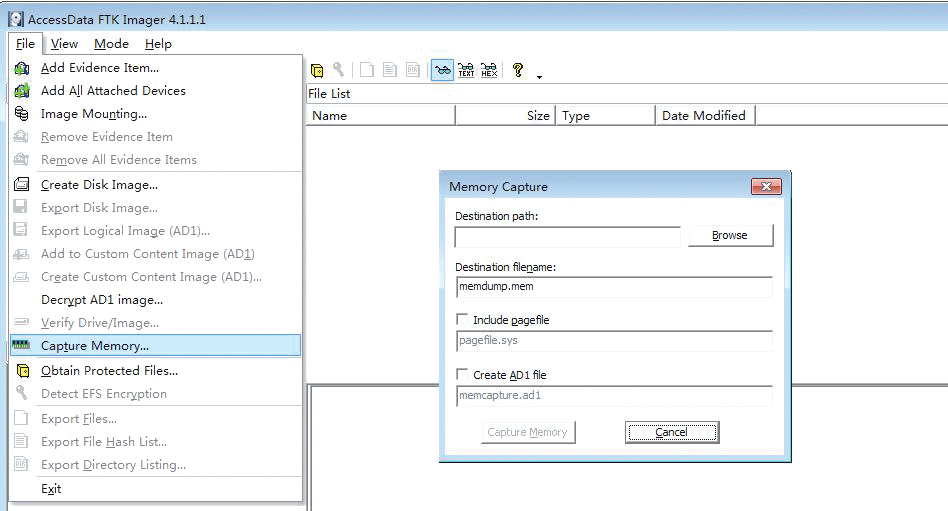 AccessData FTK Imager 4.1.1.1
File View Mode Help
Add Evidence Item...
Add All Attached Devices
Image Mounting...
Remove Evidence Item
Remove All Evidence Items
Create Disk Image...
Export Disk Image...
Export Logical Image (AD1)...
Add to Custom Content Image (AD1)
Create Custom Content Image (AD1)...
Decrypt AD1 image...
Verify Drive/Image...
Capture Memory...
Obtain Protected Files...
Detect EFS Encryption
Export Files...
Export File Hash List...
Export Directory Listing...
Exit
DIR TEXT HEX ?
File List
Name Size Type Date Modified
Memory Capture
Destination path:
Browse
Destination filename:
memdump.mem
Include pagefile
pagefile.sys
Create AD1 file
memcapture.ad1
Capture Memory Cancel